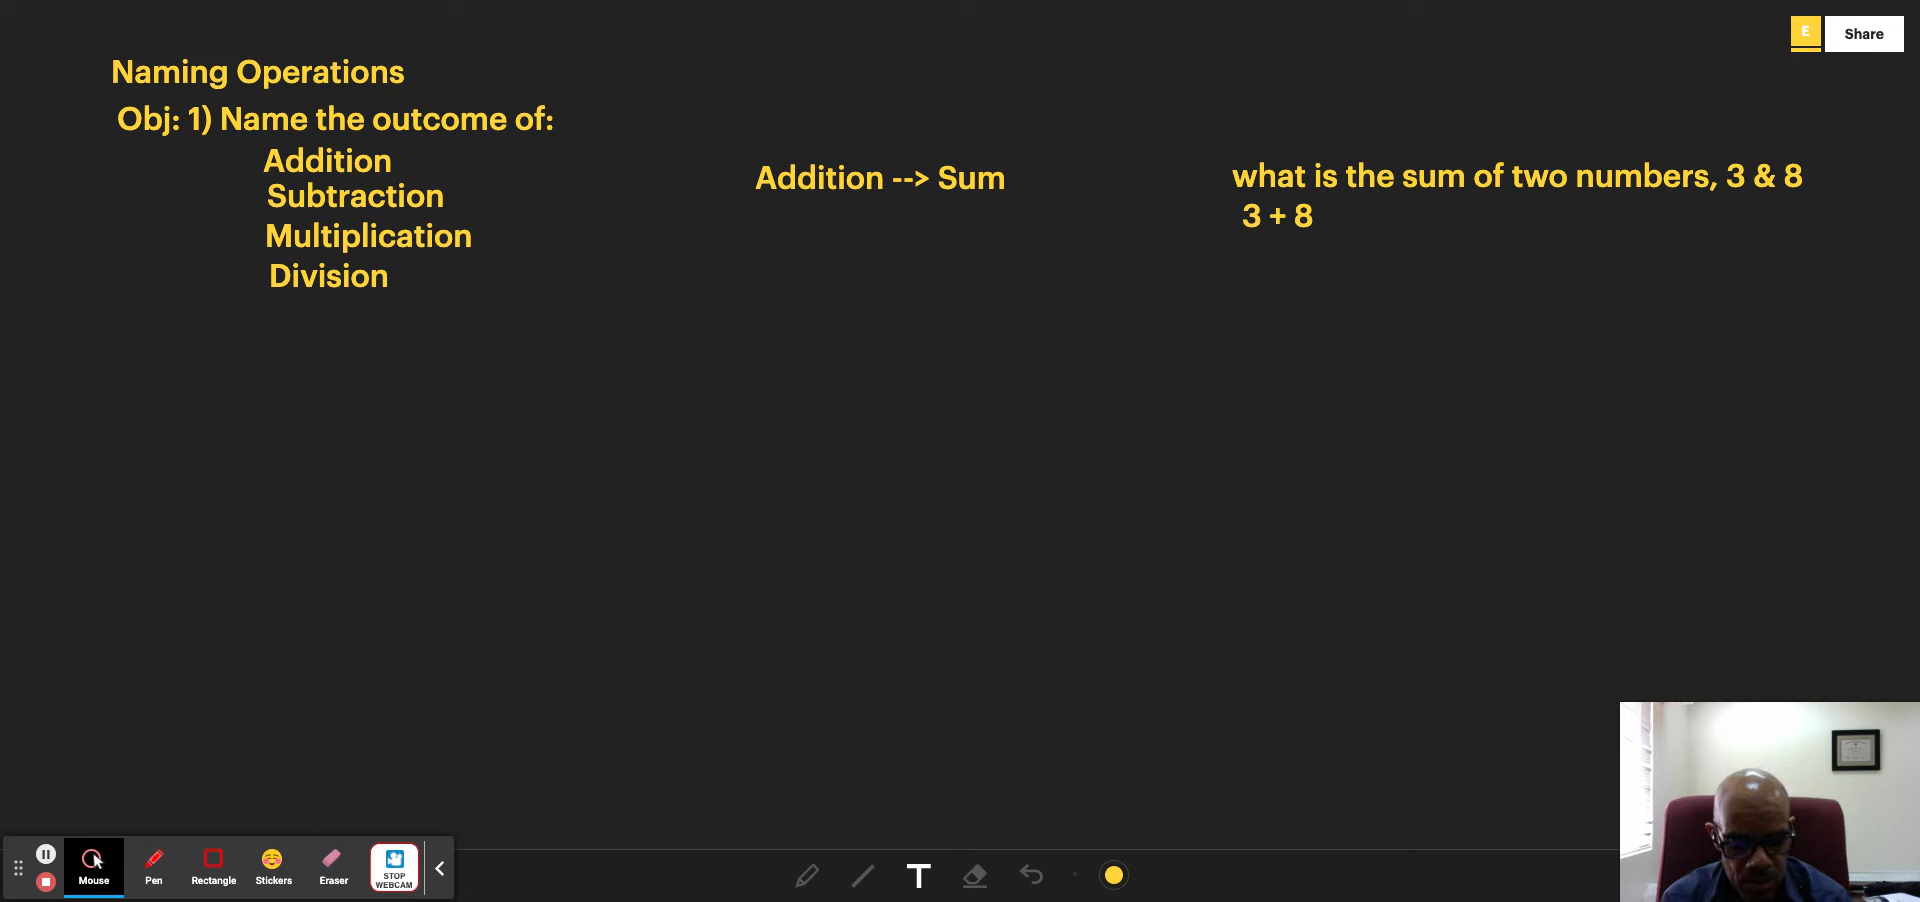 E
Share
Naming Operations
Obj: 1) Name the outcome of:
Addition
Subtraction
Multiplication
Division
Addition --> Sum
what is the sum of two numbers, 3 & 8
3 + 8
Mouse
Pen
Rectangle
Stickers
Eraser
STOP
WEBCAM
T